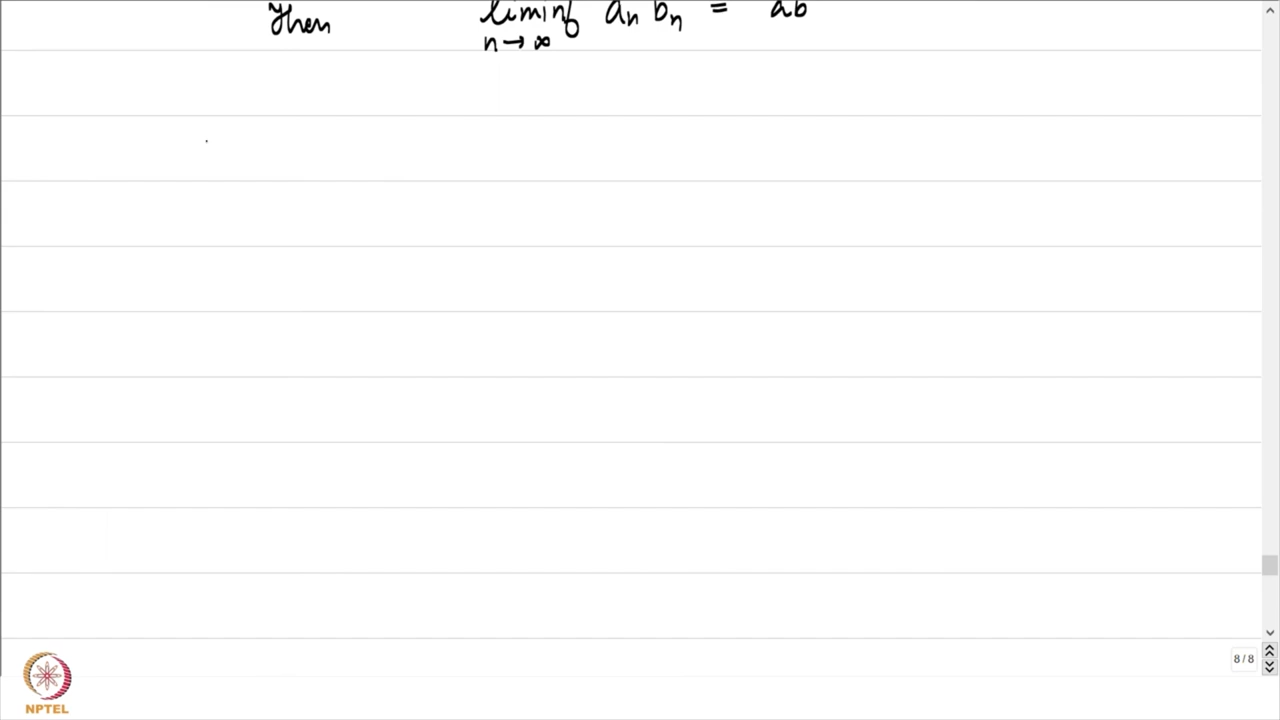 Then liminf aₙ bₙ = ab
n → ∞
8 / 8
NPTEL